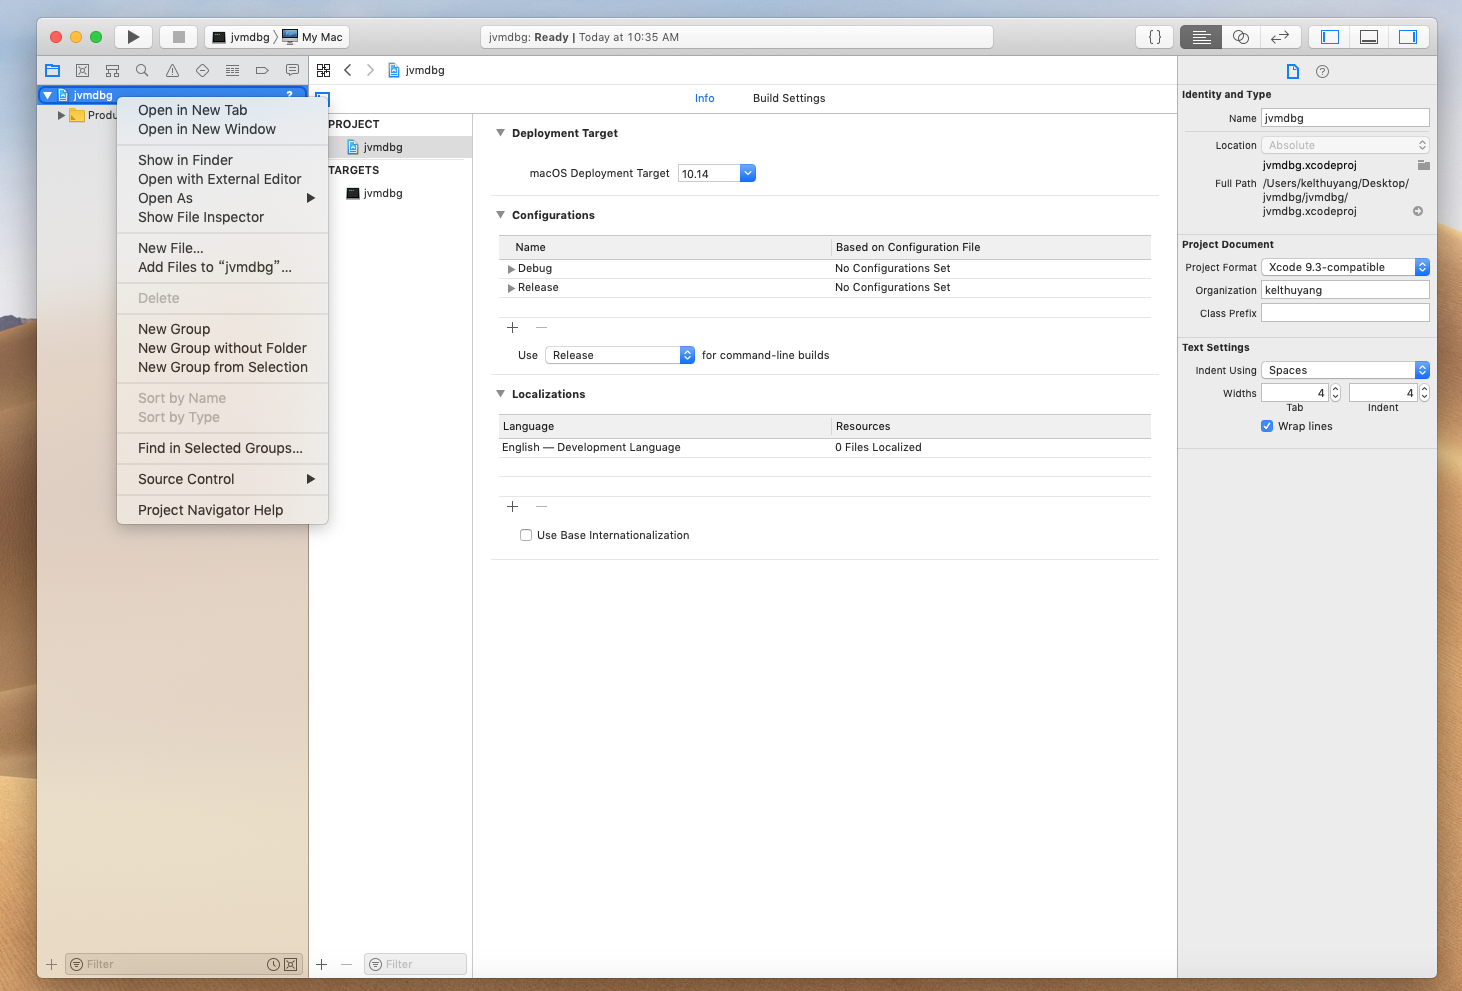 jvmdbg
My Mac
jvmdbg: Ready | Today at 10:35 AM
{ }
jvmdbg
jvmdbg
?
Produ
Open in New Tab
Open in New Window
Show in Finder
Open with External Editor
Open As
Show File Inspector
New File...
Add Files to “jvmdbg”...
Delete
New Group
New Group without Folder
New Group from Selection
Sort by Name
Sort by Type
Find in Selected Groups...
Source Control
Project Navigator Help
Filter
Info
Build Settings
PROJECT
jvmdbg
TARGETS
jvmdbg
Filter
Deployment Target
macOS Deployment Target 10.14
Configurations
Name Based on Configuration File
Debug No Configurations Set
Release No Configurations Set
Use Release for command-line builds
Localizations
Language Resources
English — Development Language 0 Files Localized
Use Base Internationalization
Identity and Type
Name jvmdbg
Location Absolute
jvmdbg.xcodeproj
Full Path /Users/kelthuyang/Desktop/
jvmdbg/jvmdbg/
jvmdbg.xcodeproj
Project Document
Project Format Xcode 9.3-compatible
Organization kelthuyang
Class Prefix
Text Settings
Indent Using Spaces
Widths 4 4
Tab Indent
Wrap lines